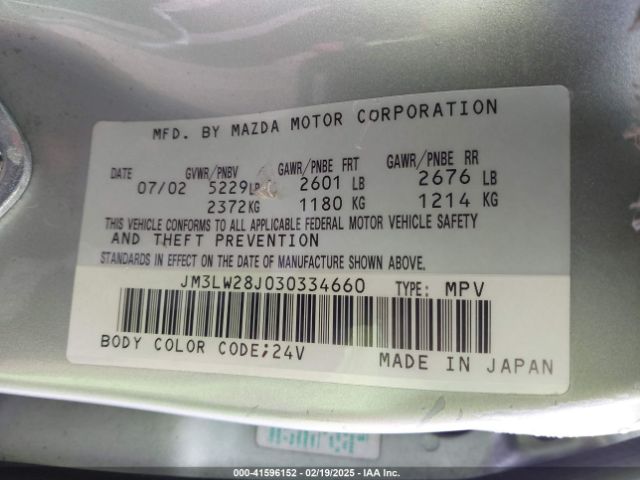 MFD. BY MAZDA MOTOR CORPORATION
DATE GVWR/PNBV GAWR/PNBE FRT GAWR/PNBE RR
07/02 5229LB 2601 LB 2676 LB
2372KG 1180 KG 1214 KG
THIS VEHICLE CONFORMS TO ALL APPLICABLE FEDERAL MOTOR VEHICLE SAFETY
AND THEFT PREVENTION
STANDARDS IN EFFECT ON THE DATE OF MANUFACTURE SHOWN ABOVE.
JM3LW28J030334660 TYPE: MPV
BODY COLOR CODE;24V MADE IN JAPAN
000-41596152 — 02/19/2025 — IAA Inc.